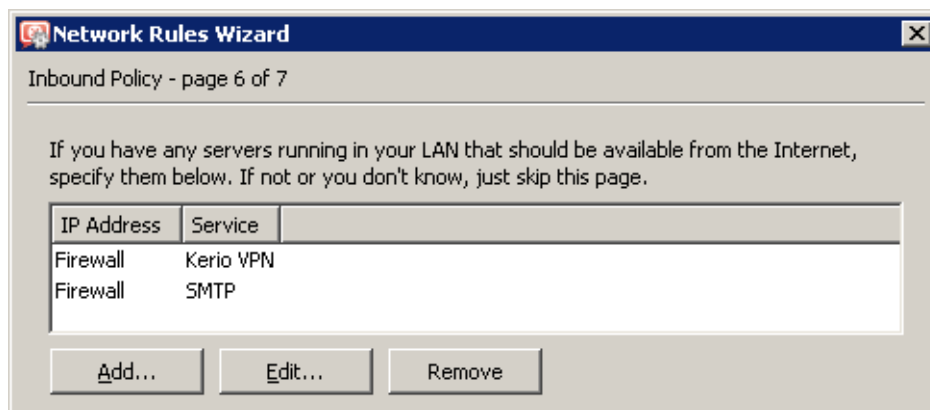 Network Rules Wizard
Inbound Policy - page 6 of 7
If you have any servers running in your LAN that should be available from the Internet,
specify them below. If not or you don't know, just skip this page.
IP Address Service
Firewall Kerio VPN
Firewall SMTP
Add... Edit... Remove